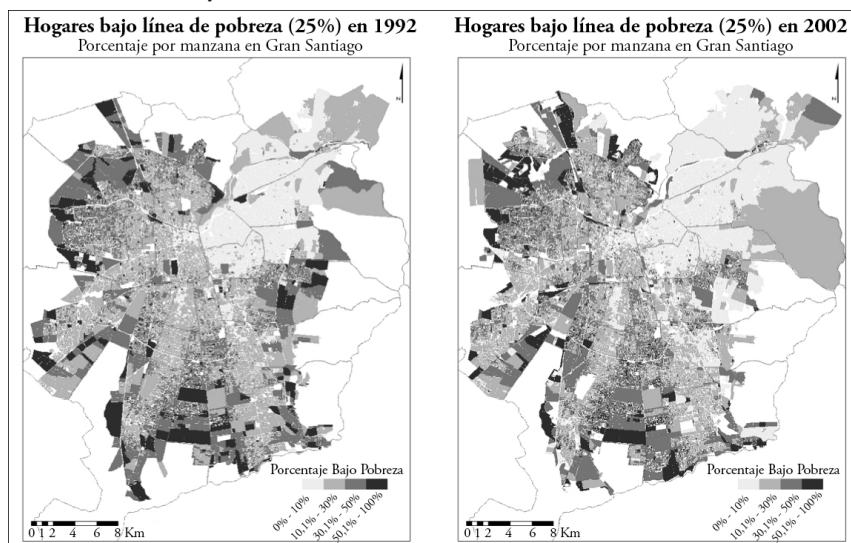 Hogares bajo línea de pobreza (25%) en 1992
Porcentaje por manzana en Gran Santiago
N
Porcentaje Bajo Pobreza
0% - 10%
10,1% - 30%
30,1% - 50%
50,1% - 100%
0 1 2 4 6 8 Km
Hogares bajo línea de pobreza (25%) en 2002
Porcentaje por manzana en Gran Santiago
N
Porcentaje Bajo Pobreza
0% - 10%
10,1% - 30%
30,1% - 50%
50,1% - 100%
0 1 2 4 6 8 Km